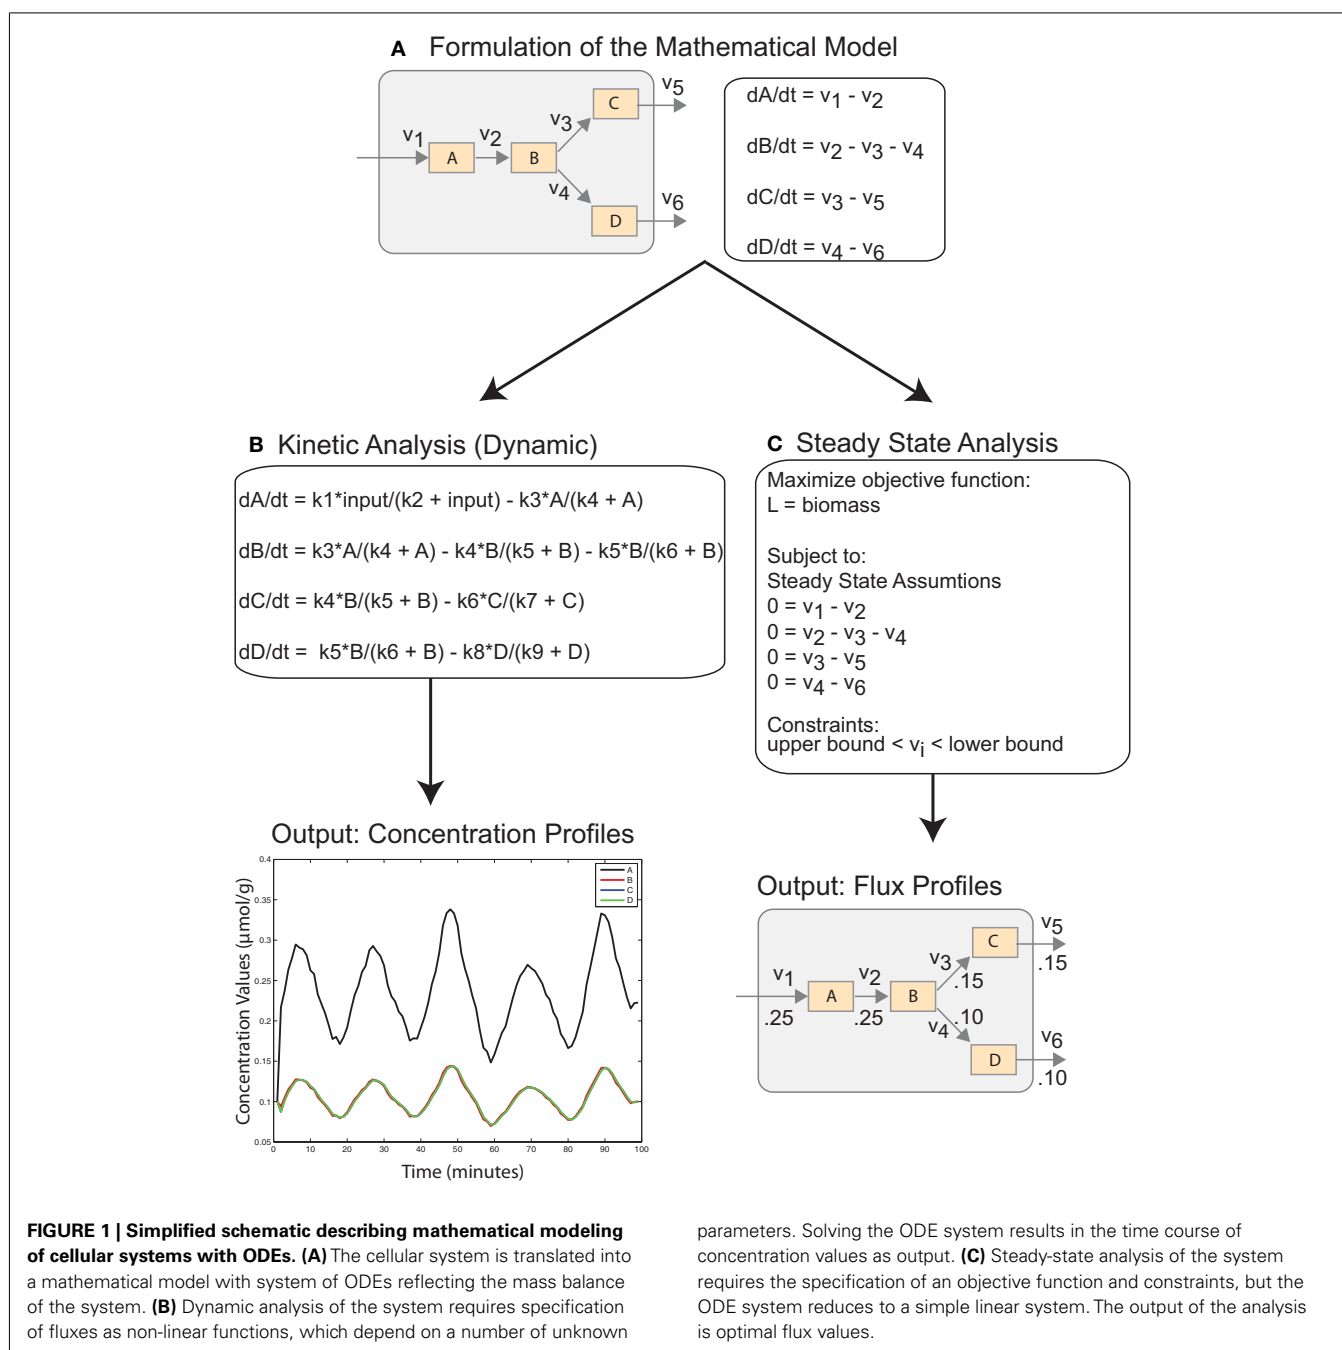 A Formulation of the Mathematical Model
v1
A
v2
B
v3
C
v5
v4
D
v6
dA/dt = v1 - v2
dB/dt = v2 - v3 - v4
dC/dt = v3 - v5
dD/dt = v4 - v6
B Kinetic Analysis (Dynamic)
dA/dt = k1*input/(k2 + input) - k3*A/(k4 + A)
dB/dt = k3*A/(k4 + A) - k4*B/(k5 + B) - k5*B/(k6 + B)
dC/dt = k4*B/(k5 + B) - k6*C/(k7 + C)
dD/dt = k5*B/(k6 + B) - k8*D/(k9 + D)
C Steady State Analysis
Maximize objective function:
L = biomass
Subject to:
Steady State Assumtions
0 = v1 - v2
0 = v2 - v3 - v4
0 = v3 - v5
0 = v4 - v6
Constraints:
upper bound < vi < lower bound
Output: Concentration Profiles
Concentration Values (μmol/g)
0.4
0.35
0.3
0.25
0.2
0.15
0.1
0.05
A
B
C
D
0 10 20 30 40 50 60 70 80 90 100
Time (minutes)
Output: Flux Profiles
v1
.25
A
v2
.25
B
v3
.15
C
v5
.15
v4
.10
D
v6
.10
FIGURE 1 | Simplified schematic describing mathematical modeling
of cellular systems with ODEs. (A) The cellular system is translated into
a mathematical model with system of ODEs reflecting the mass balance
of the system. (B) Dynamic analysis of the system requires specification
of fluxes as non-linear functions, which depend on a number of unknown
parameters. Solving the ODE system results in the time course of
concentration values as output. (C) Steady-state analysis of the system
requires the specification of an objective function and constraints, but the
ODE system reduces to a simple linear system. The output of the analysis
is optimal flux values.